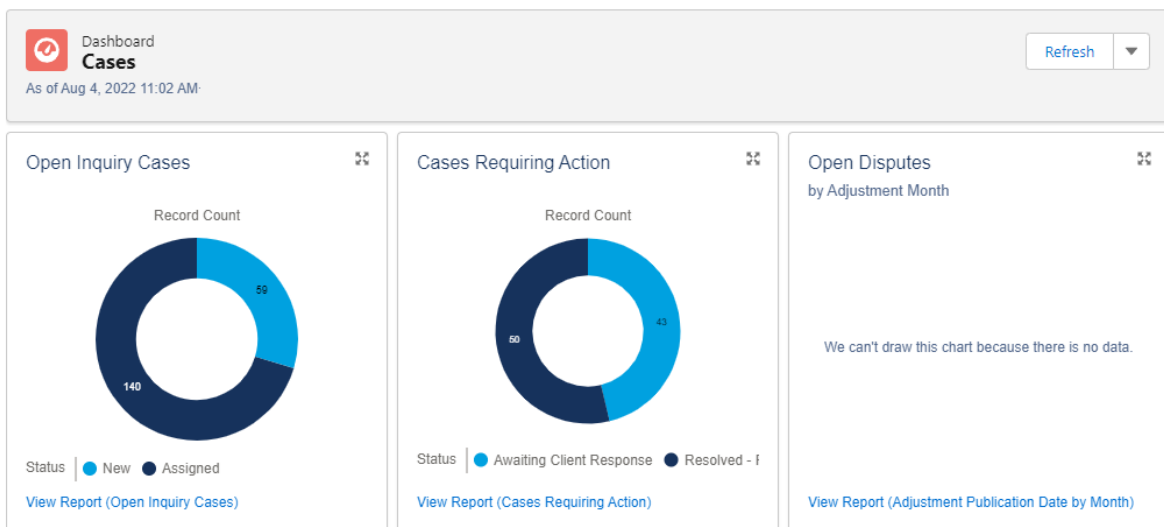 Dashboard
Cases
As of Aug 4, 2022 11:02 AM
Refresh
Open Inquiry Cases
Record Count
59
140
Status New Assigned
View Report (Open Inquiry Cases)
Cases Requiring Action
Record Count
43
50
Status Awaiting Client Response Resolved -
View Report (Cases Requiring Action)
Open Disputes
by Adjustment Month
We can't draw this chart because there is no data.
View Report (Adjustment Publication Date by Month)